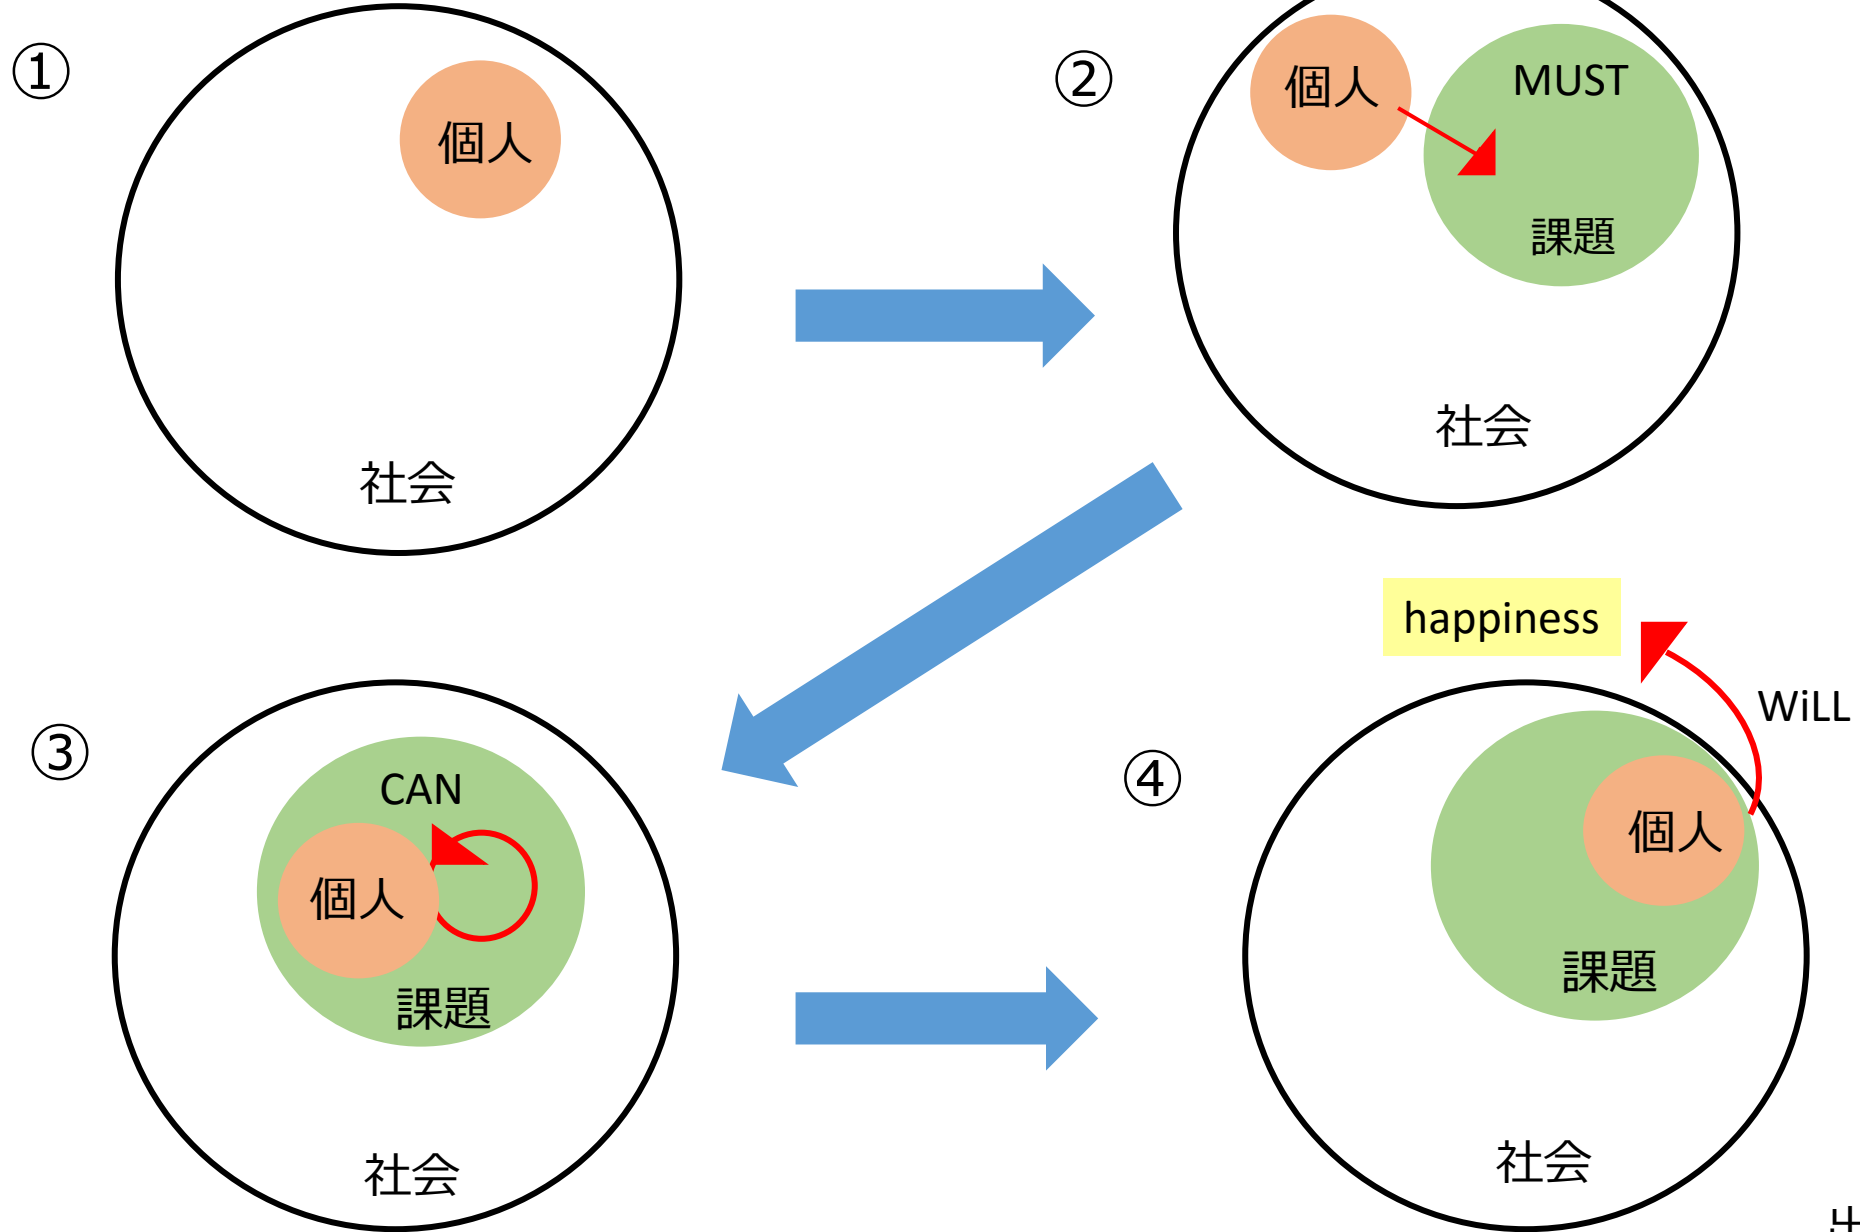 ①
個人
社会
②
個人
MUST
課題
社会
③
CAN
個人
課題
社会
④
happiness
WiLL
個人
課題
社会